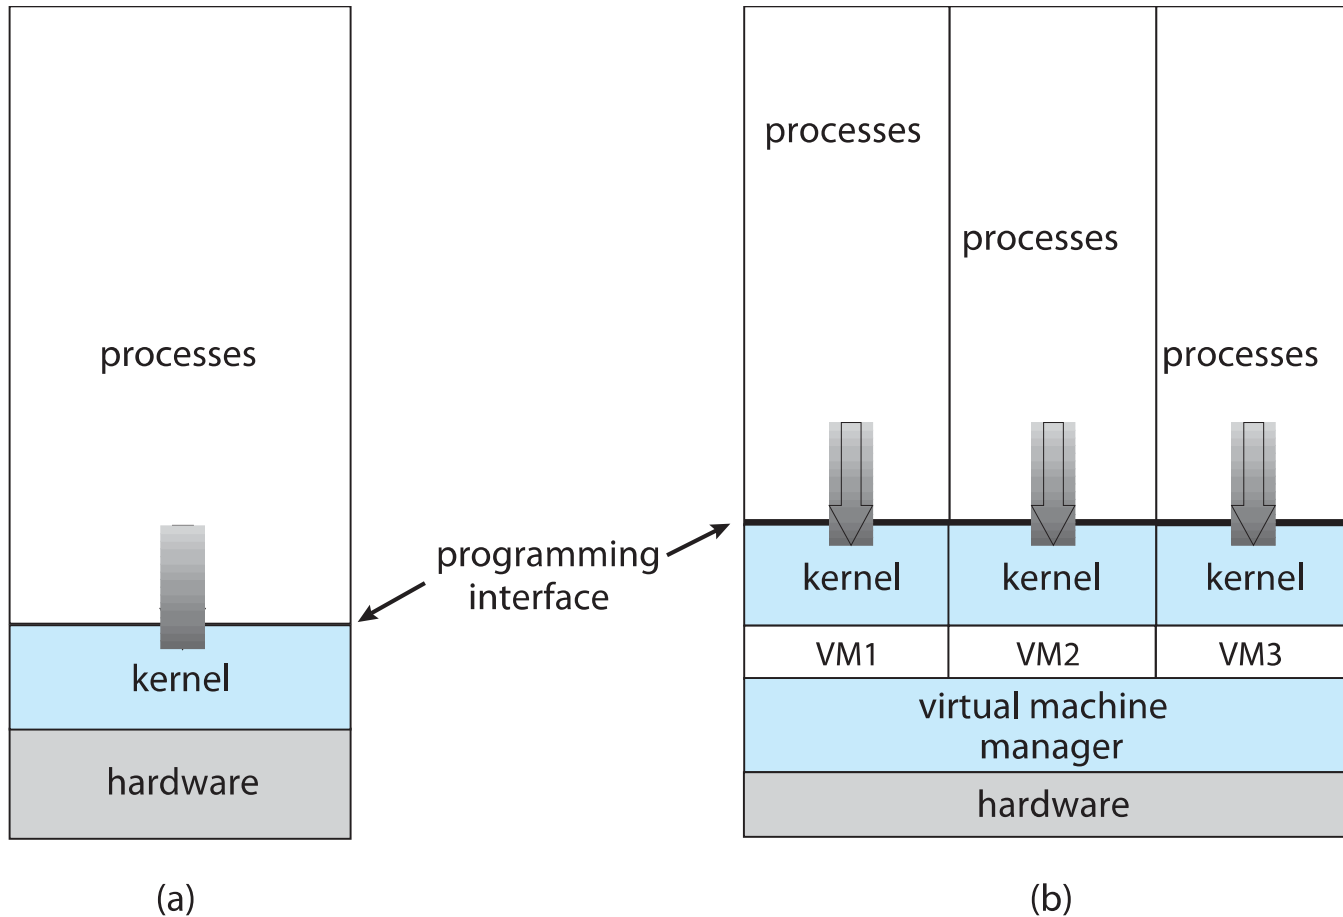 processes
kernel
hardware
(a)
programming
interface
processes
processes
processes
kernel
kernel
kernel
VM1
VM2
VM3
virtual machine
manager
hardware
(b)